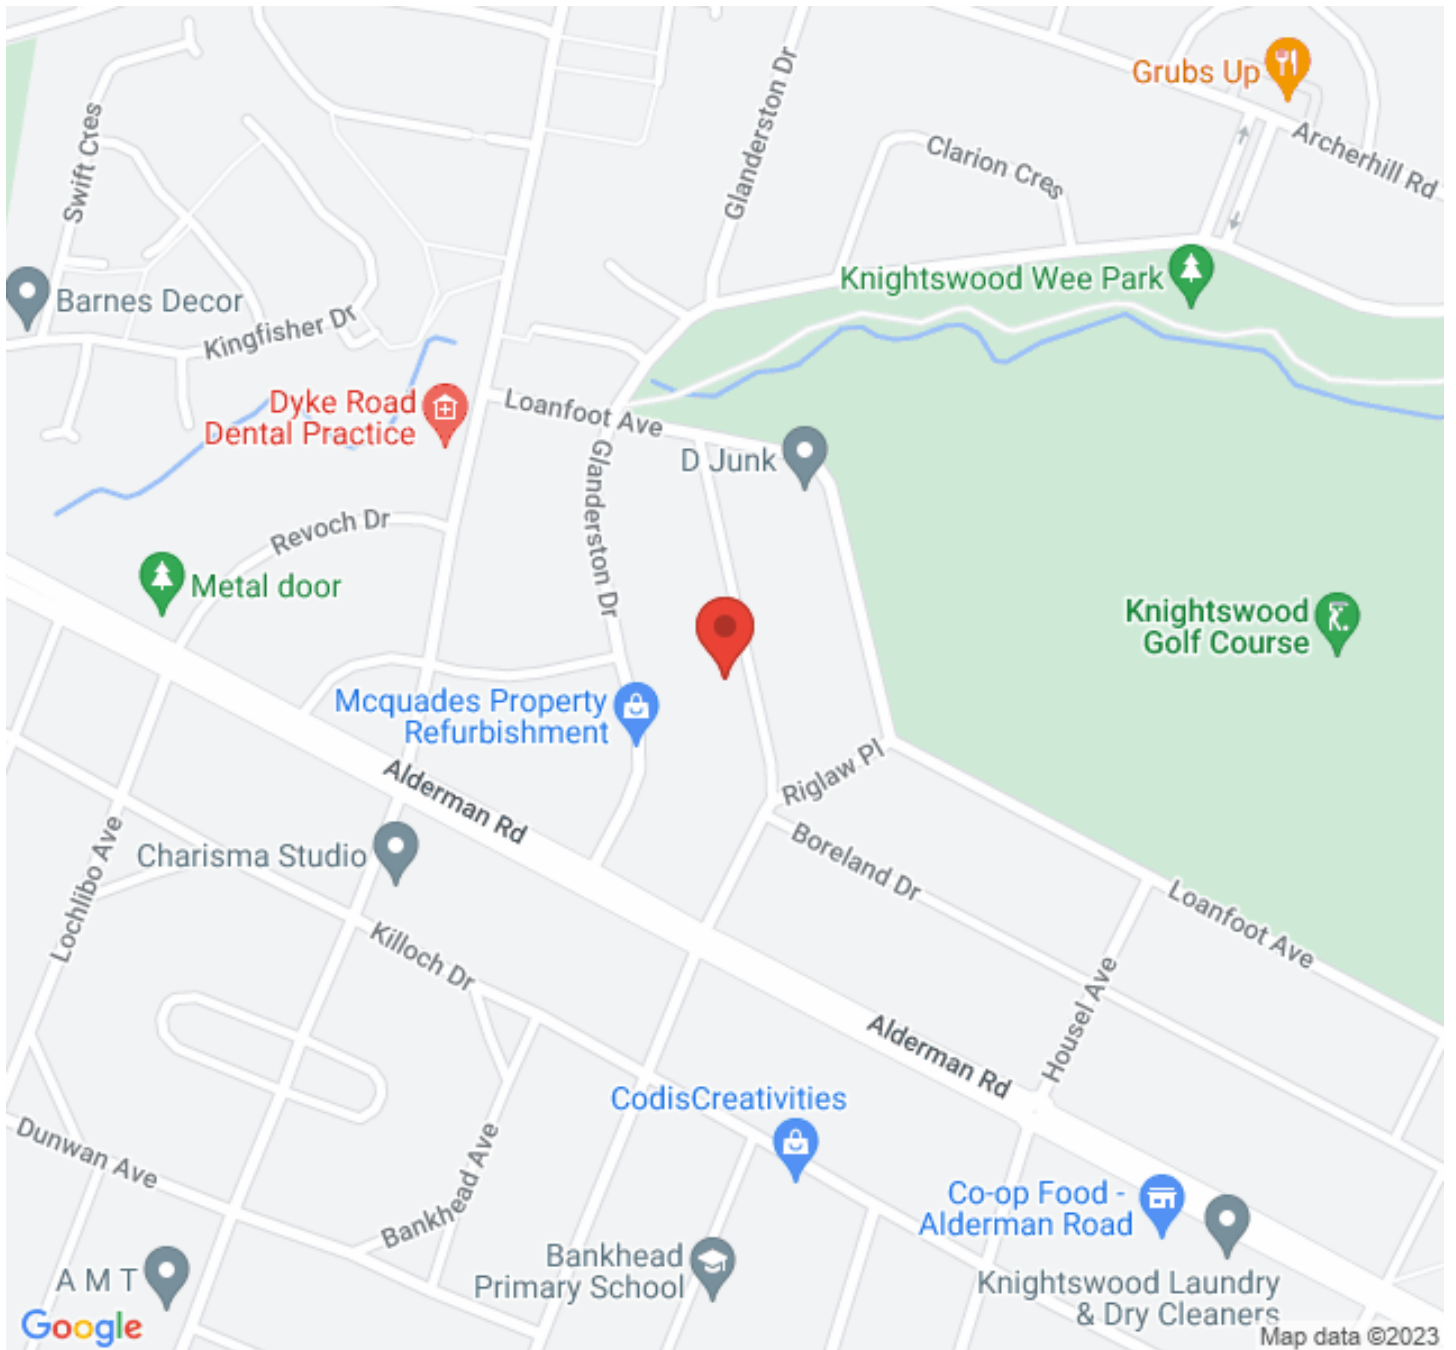 Grubs Up
Glanderston Dr
Archerhill Rd
Clarion Cres
Swift Cres
Knightswood Wee Park
Barnes Decor
Kingfisher Dr
Dyke Road
Dental Practice
Loanfoot Ave
D Junk
Glanderston Dr
Revoch Dr
Metal door
Knightswood
Golf Course
Mcquades Property
Refurbishment
Riglaw Pl
Alderman Rd
Charisma Studio
Lochlibo Ave
Boreland Dr
Loanfoot Ave
Killoch Dr
Housel Ave
Alderman Rd
CodisCreativities
Dunwan Ave
Bankhead Ave
Co-op Food -
Alderman Road
Bankhead
Primary School
A M T
Knightswood Laundry
& Dry Cleaners
Google
Map data ©2023